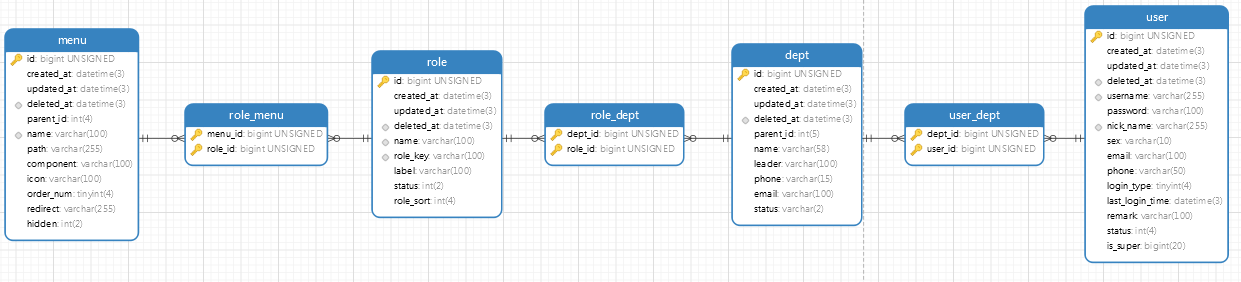 menu
id: bigint UNSIGNED
created_at: datetime(3)
updated_at: datetime(3)
deleted_at: datetime(3)
parent_id: int(4)
name: varchar(100)
path: varchar(255)
component: varchar(100)
icon: varchar(100)
order_num: tinyint(4)
redirect: varchar(255)
hidden: int(2)
role_menu
menu_id: bigint UNSIGNED
role_id: bigint UNSIGNED
role
id: bigint UNSIGNED
created_at: datetime(3)
updated_at: datetime(3)
deleted_at: datetime(3)
name: varchar(100)
role_key: varchar(100)
label: varchar(100)
status: int(2)
role_sort: int(4)
role_dept
dept_id: bigint UNSIGNED
role_id: bigint UNSIGNED
dept
id: bigint UNSIGNED
created_at: datetime(3)
updated_at: datetime(3)
deleted_at: datetime(3)
parent_id: int(5)
name: varchar(58)
leader: varchar(100)
phone: varchar(15)
email: varchar(100)
status: varchar(2)
user_dept
dept_id: bigint UNSIGNED
user_id: bigint UNSIGNED
user
id: bigint UNSIGNED
created_at: datetime(3)
updated_at: datetime(3)
deleted_at: datetime(3)
username: varchar(255)
password: varchar(100)
nick_name: varchar(255)
sex: varchar(10)
email: varchar(100)
phone: varchar(50)
login_type: tinyint(4)
last_login_time: datetime(3)
remark: varchar(100)
status: int(4)
is_super: bigint(20)